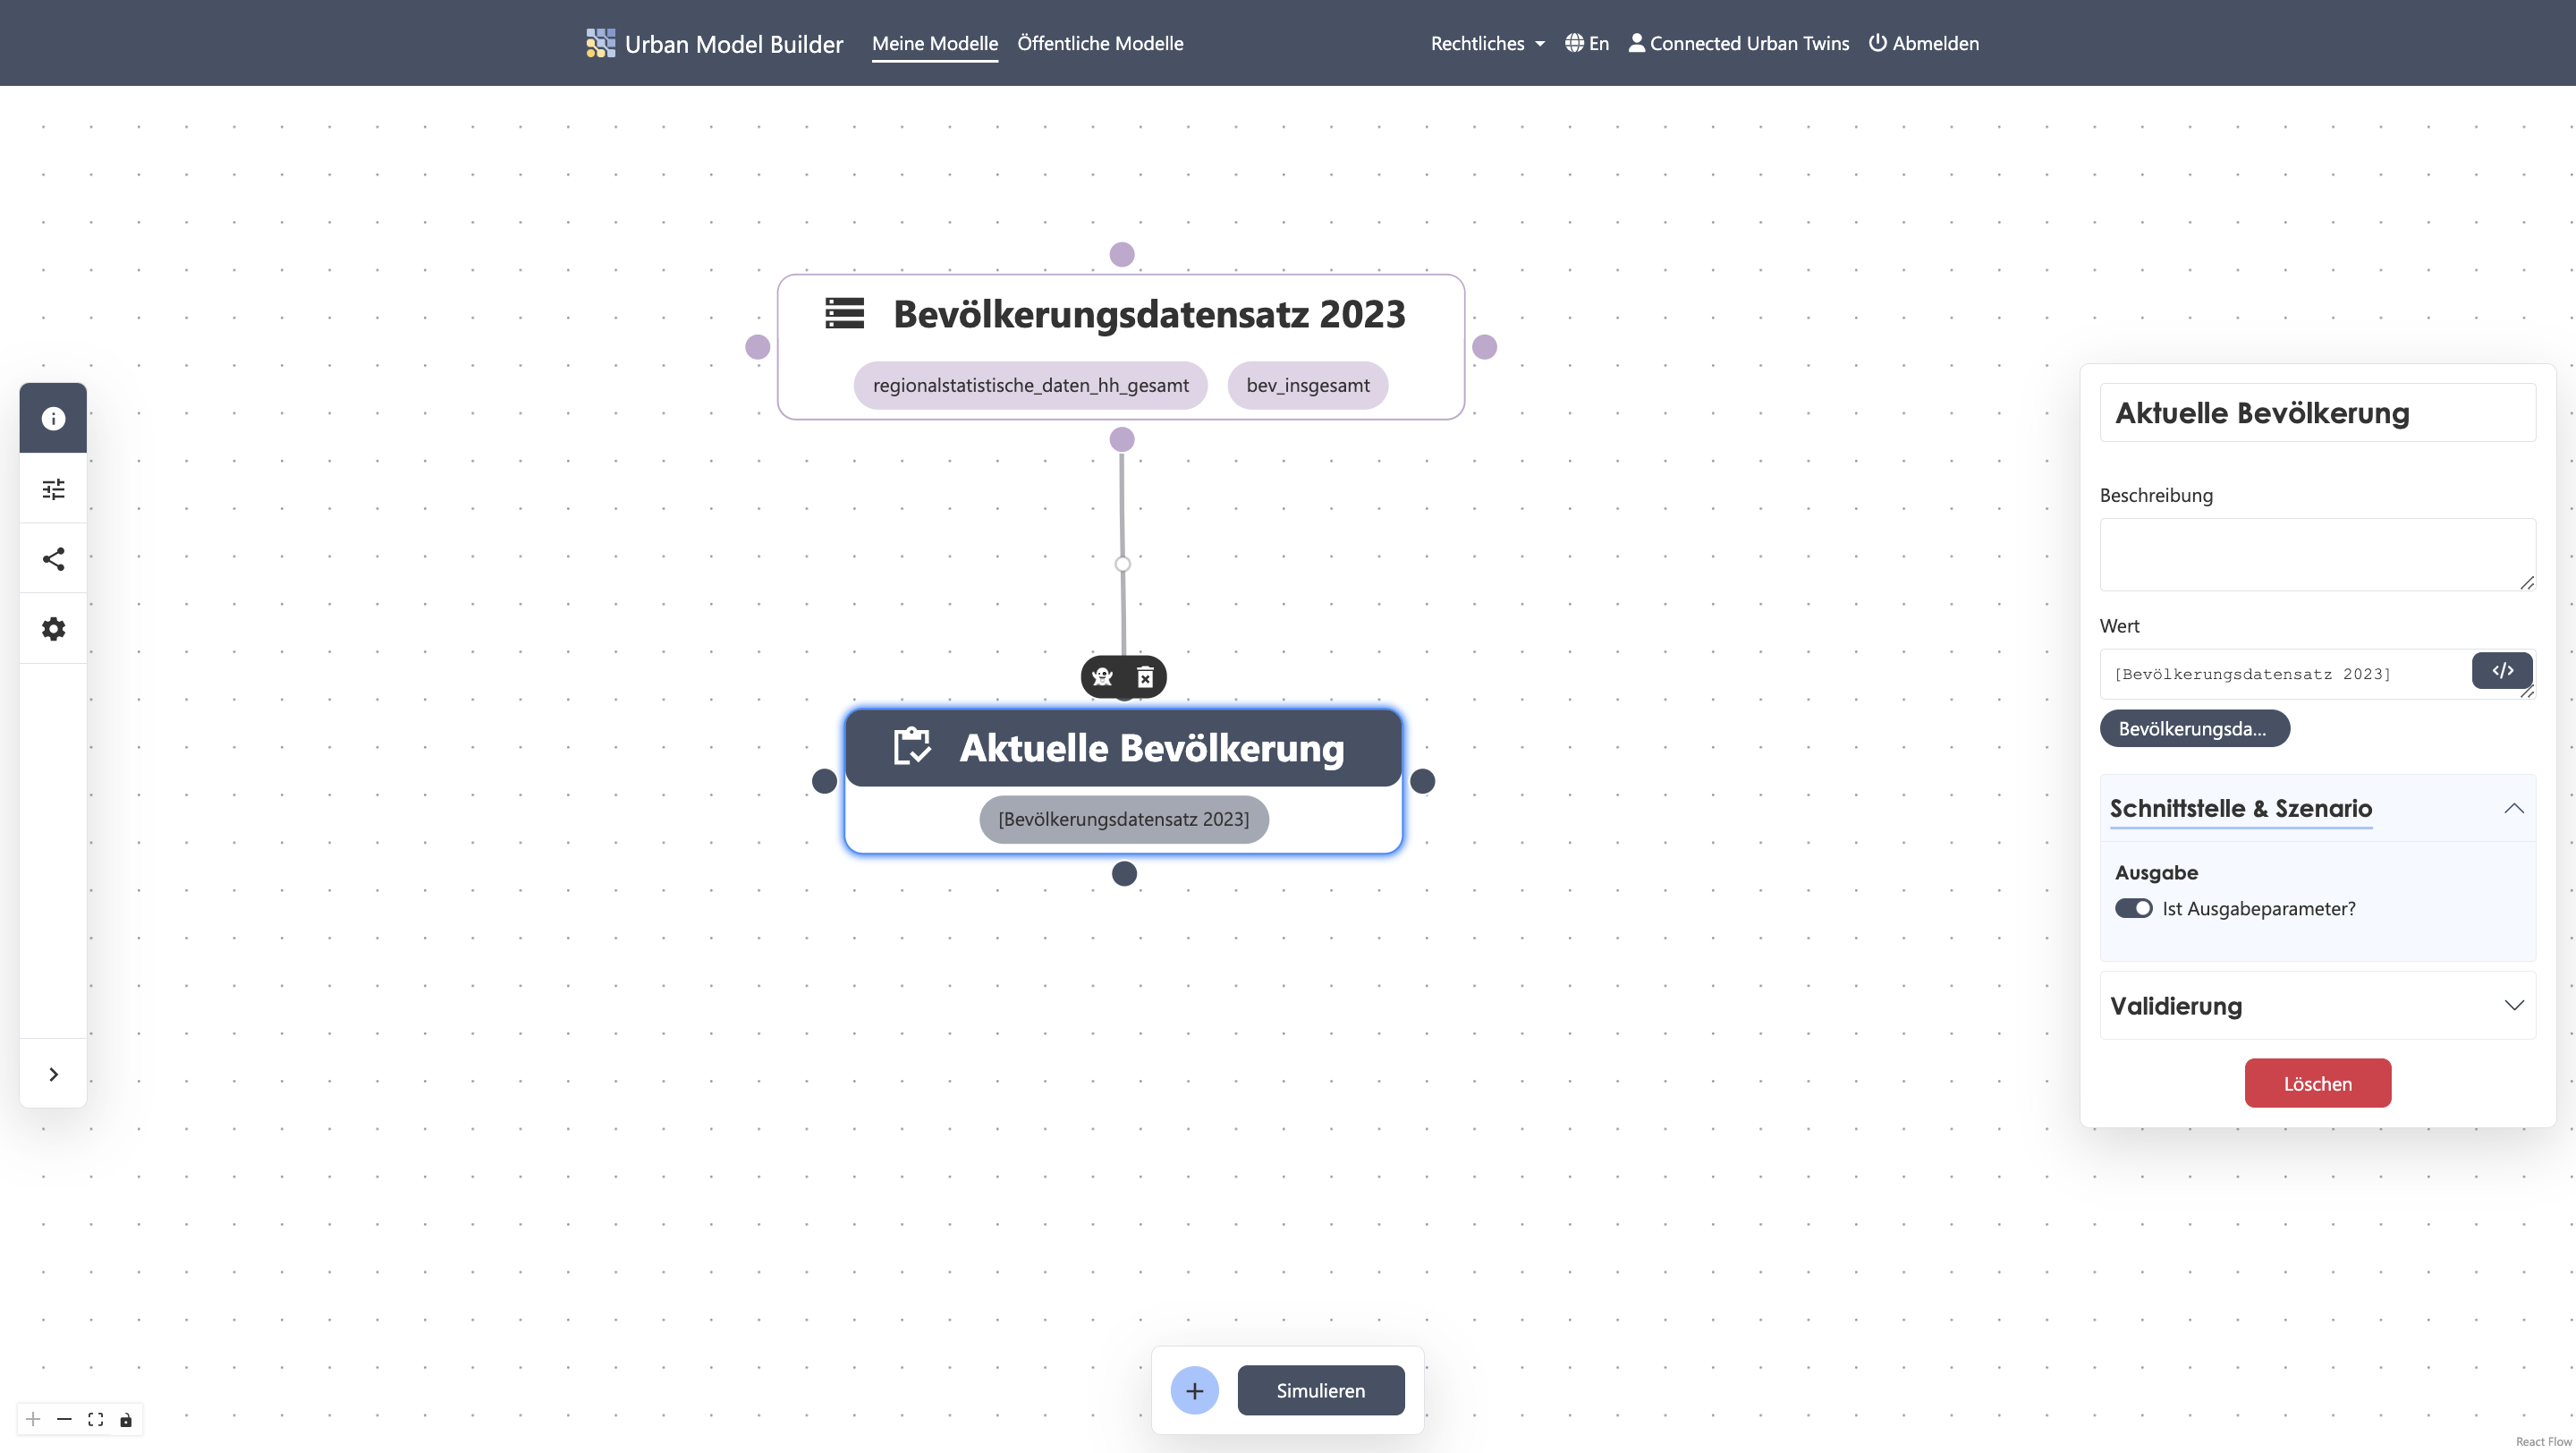 Urban Model Builder
Meine Modelle
Öffentliche Modelle
Rechtliches
En
Connected Urban Twins
Abmelden
Bevölkerungsdatensatz 2023
regionalstatistische_daten_hh_gesamt
bev_insgesamt
Aktuelle Bevölkerung
[Bevölkerungsdatensatz 2023]
Aktuelle Bevölkerung
Beschreibung
Wert
[Bevölkerungsdatensatz 2023]
</>
Bevölkerungsda...
Schnittstelle & Szenario
Ausgabe
Ist Ausgabeparameter?
Validierung
Löschen
Simulieren
React Flow